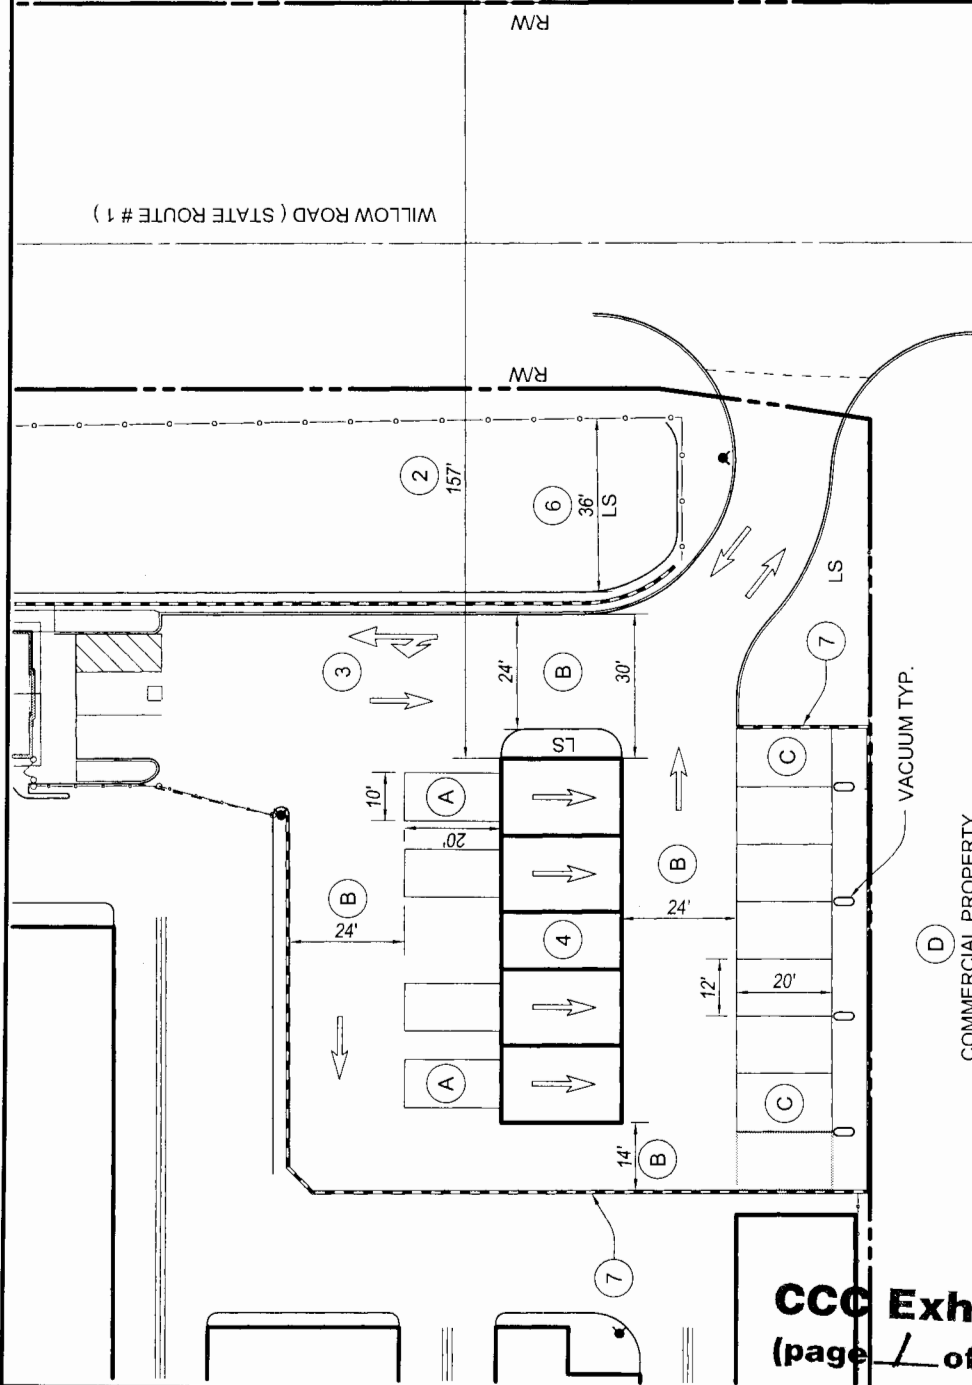 R/W
WILLOW ROAD ( STATE ROUTE # 1 )
R/W
2
157'
6
36'
LS
3
24'
B
30'
LS
LS
7
10'
A
20'
C
VACUUM TYP.
B
24'
B
24'
4
12'
20'
D
COMMERCIAL PROPERTY
A
C
14'
B
7
CCC Exh
(page 1 of